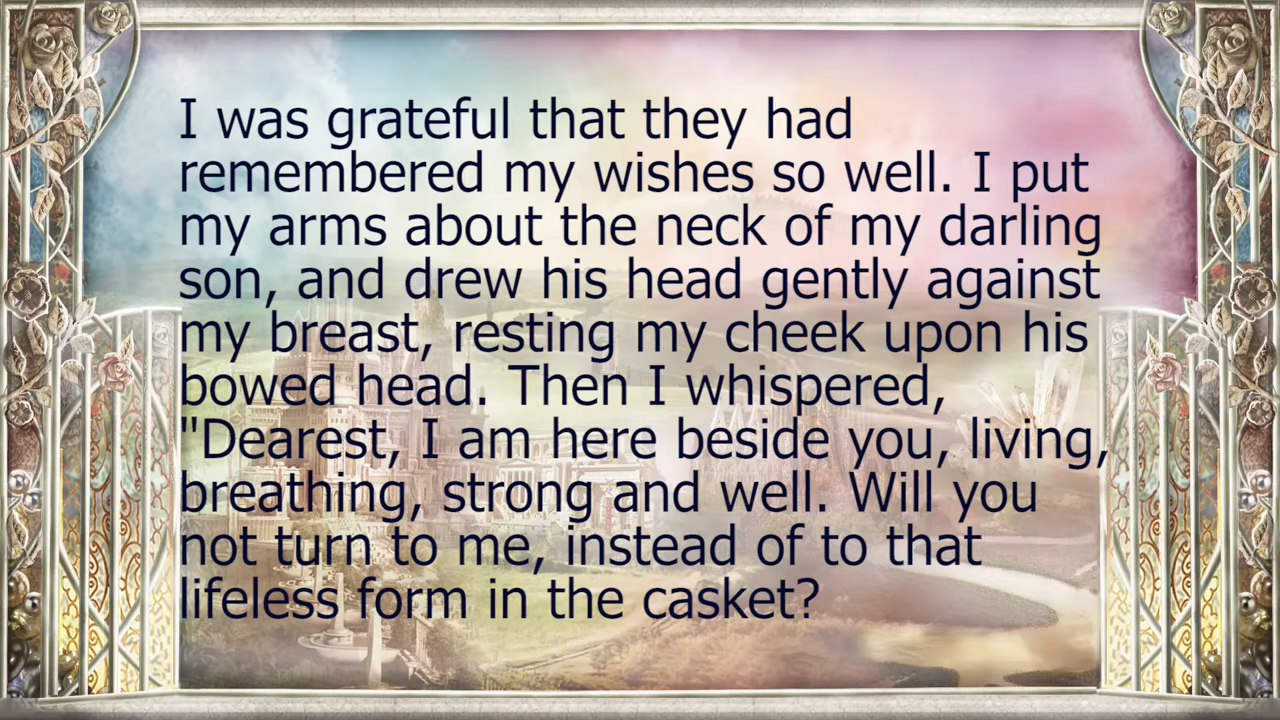 I was grateful that they had
remembered my wishes so well. I put
my arms about the neck of my darling
son, and drew his head gently against
my breast, resting my cheek upon his
bowed head. Then I whispered,
"Dearest, I am here beside you, living,
breathing, strong and well. Will you
not turn to me, instead of to that
lifeless form in the casket?